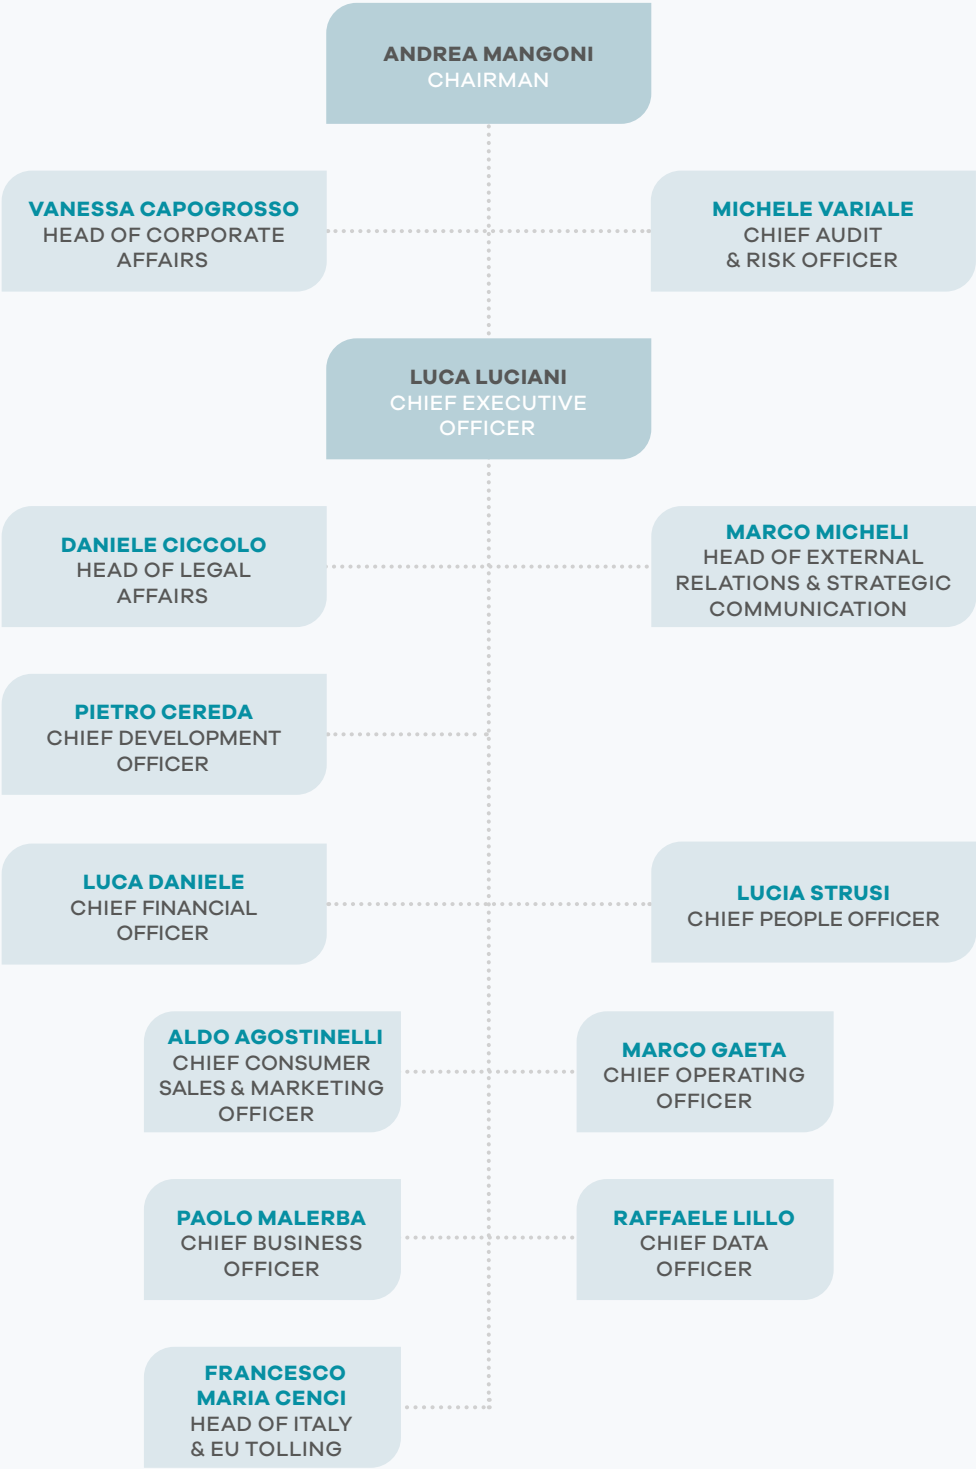 ANDREA MANGONI
CHAIRMAN
VANESSA CAPOGROSSO
HEAD OF CORPORATE
AFFAIRS
MICHELE VARIALE
CHIEF AUDIT
& RISK OFFICER
LUCA LUCIANI
CHIEF EXECUTIVE
OFFICER
DANIELE CICCOLO
HEAD OF LEGAL
AFFAIRS
MARCO MICHELI
HEAD OF EXTERNAL
RELATIONS & STRATEGIC
COMMUNICATION
PIETRO CEREDA
CHIEF DEVELOPMENT
OFFICER
LUCA DANIELE
CHIEF FINANCIAL
OFFICER
LUCIA STRUSI
CHIEF PEOPLE OFFICER
ALDO AGOSTINELLI
CHIEF CONSUMER
SALES & MARKETING
OFFICER
MARCO GAETA
CHIEF OPERATING
OFFICER
PAOLO MALERBA
CHIEF BUSINESS
OFFICER
RAFFAELE LILLO
CHIEF DATA
OFFICER
FRANCESCO
MARIA CENCI
HEAD OF ITALY
& EU TOLLING